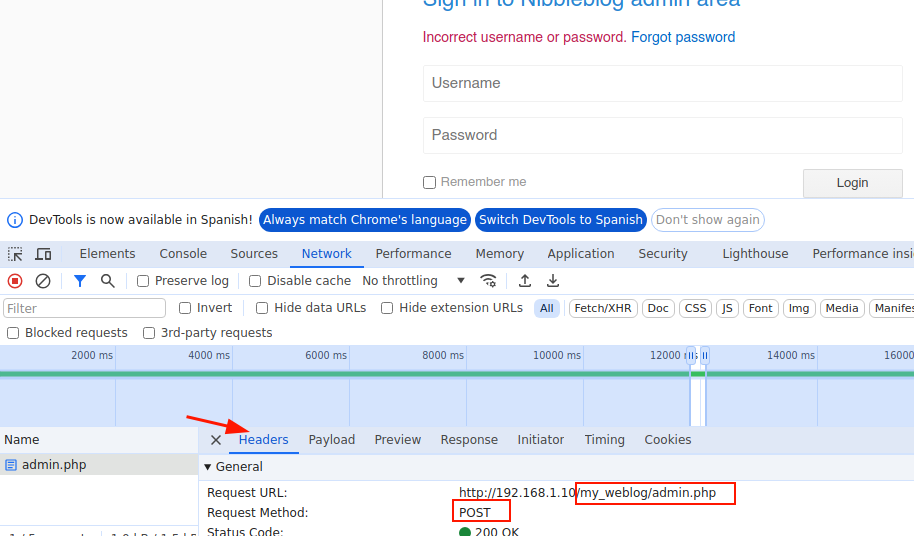 Sign in to Nibbleblog admin area
Incorrect username or password. Forgot password
Username
Password
Remember me
Login
DevTools is now available in Spanish! Always match Chrome's language Switch DevTools to Spanish Don't show again
Elements Console Sources Network Performance Memory Application Security Lighthouse Performance insi
Preserve log Disable cache No throttling
Filter Invert Hide data URLs Hide extension URLs All Fetch/XHR Doc CSS JS Font Img Media Manifes
Blocked requests 3rd-party requests
2000 ms 4000 ms 6000 ms 8000 ms 10000 ms 12000 ms 14000 ms 16000
Name Headers Payload Preview Response Initiator Timing Cookies
admin.php
General
Request URL: http://192.168.1.10/my_weblog/admin.php
Request Method: POST
Status Code: 200 OK